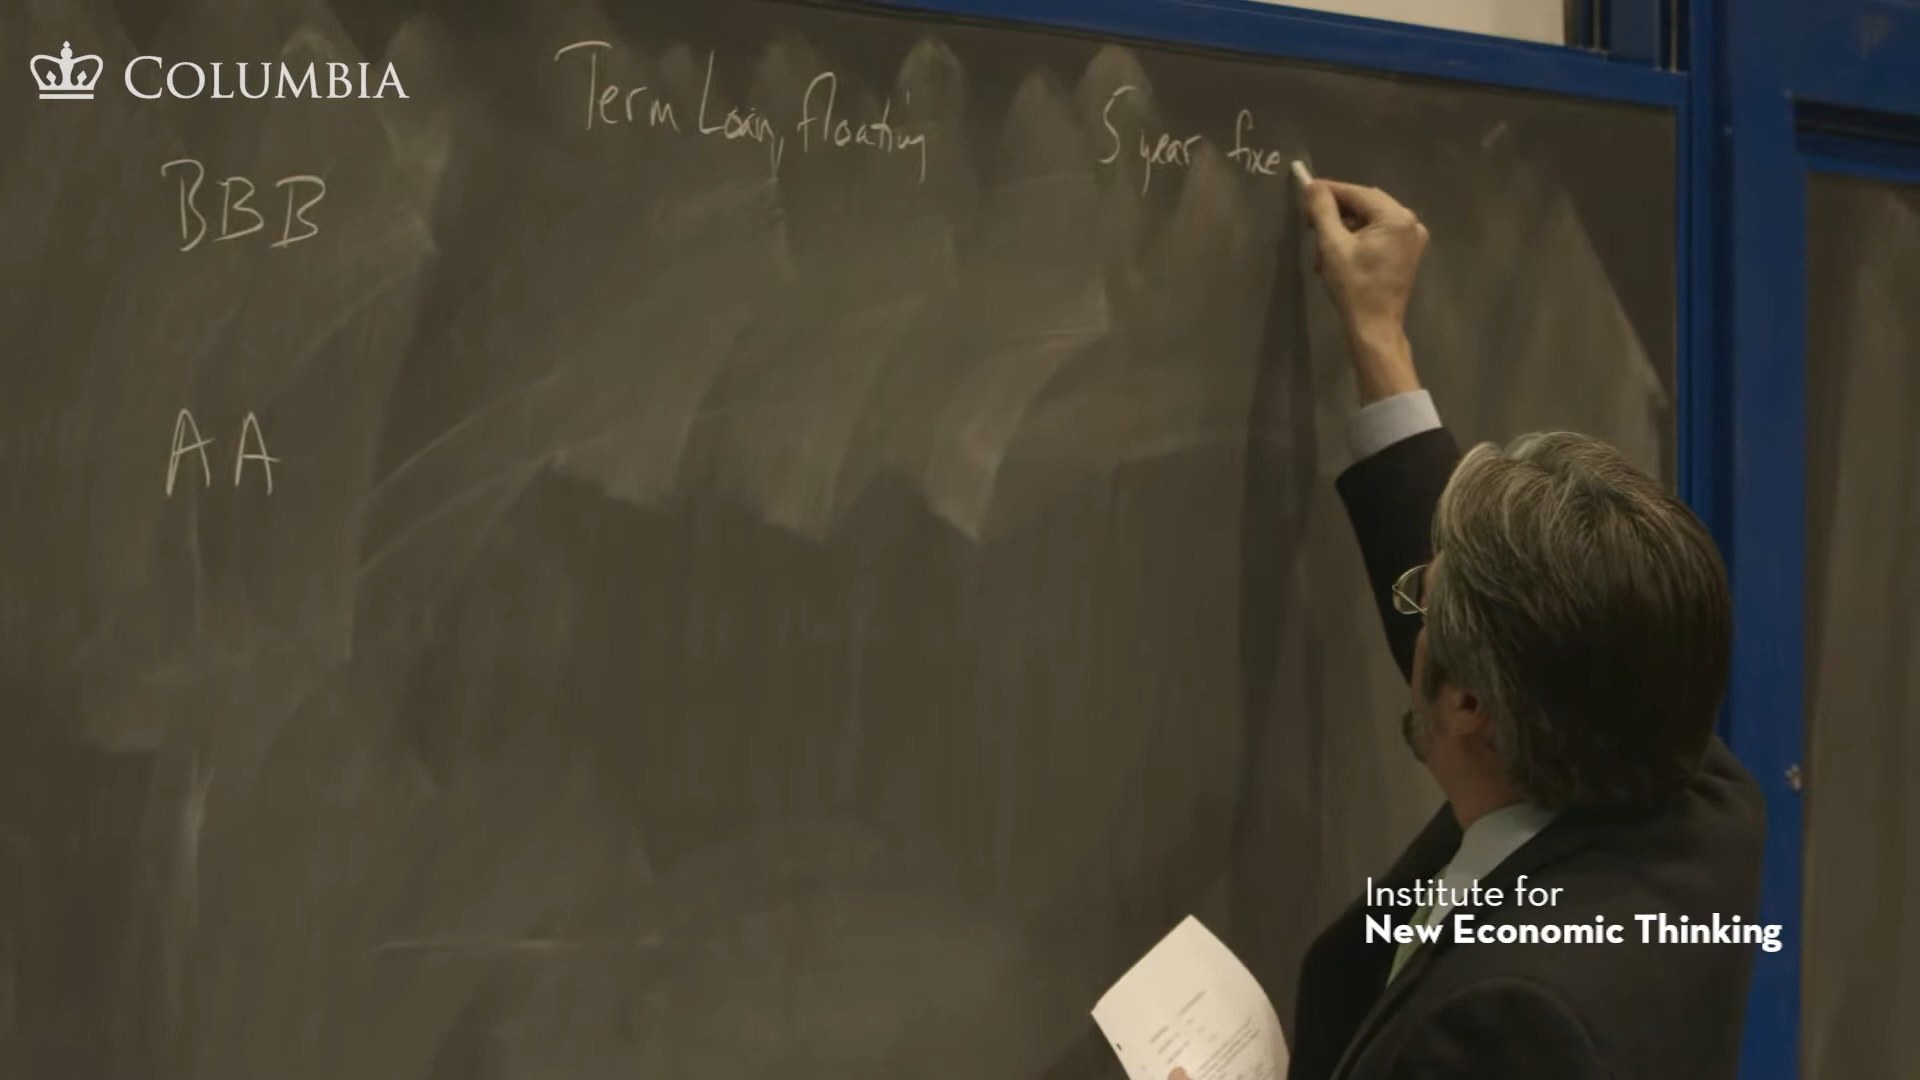 COLUMBIA
Term Loan, floating 5 year fixe
BBB
AA
Institute for
New Economic Thinking